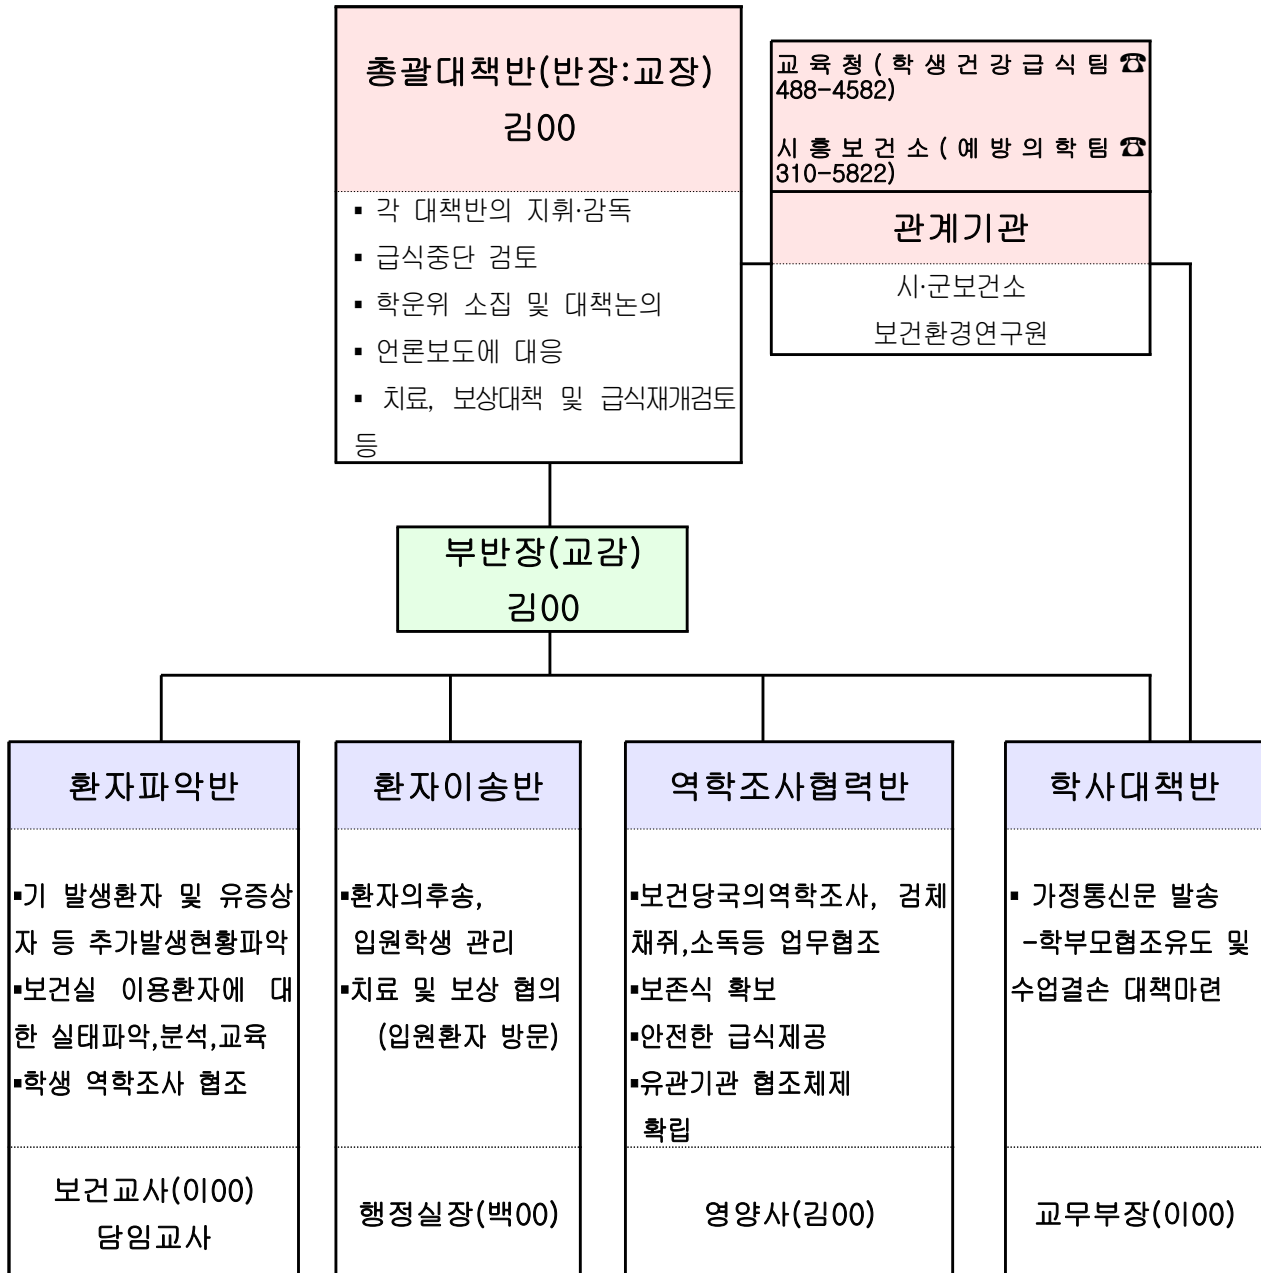 총괄대책반(반장:교장)
김00
▪ 각 대책반의 지휘·감독
▪ 급식중단 검토
▪ 학운위 소집 및 대책논의
▪ 언론보도에 대응
▪ 치료, 보상대책 및 급식재개검토
등
교육청(학생건강급식팀☎
488-4582)
시흥보건소(예방의학팀☎
310-5822)
관계기관
시·군보건소
보건환경연구원
부반장(교감)
김00
환자파악반
▪기 발생환자 및 유증상
자 등 추가발생현황파악
▪보건실 이용환자에 대
한 실태파악,분석,교육
▪학생 역학조사 협조
보건교사(이00)
담임교사
환자이송반
▪환자의후송,
입원학생 관리
▪치료 및 보상 협의
(입원환자 방문)
행정실장(백00)
역학조사협력반
▪보건당국의역학조사, 검체
채쥐,소독등 업무협조
▪보존식 확보
▪안전한 급식제공
▪유관기관 협조체제
확립
영양사(김00)
학사대책반
▪ 가정통신문 발송
-학부모협조유도 및
수업결손 대책마련
교무부장(이00)